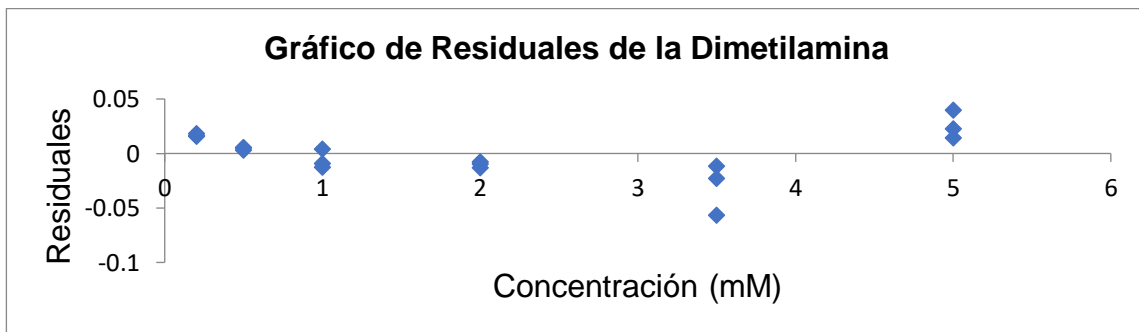 Gráfico de Residuales de la Dimetilamina
Residuales
0.05
0
-0.05
-0.1
0 1 2 3 4 5 6
Concentración (mM)